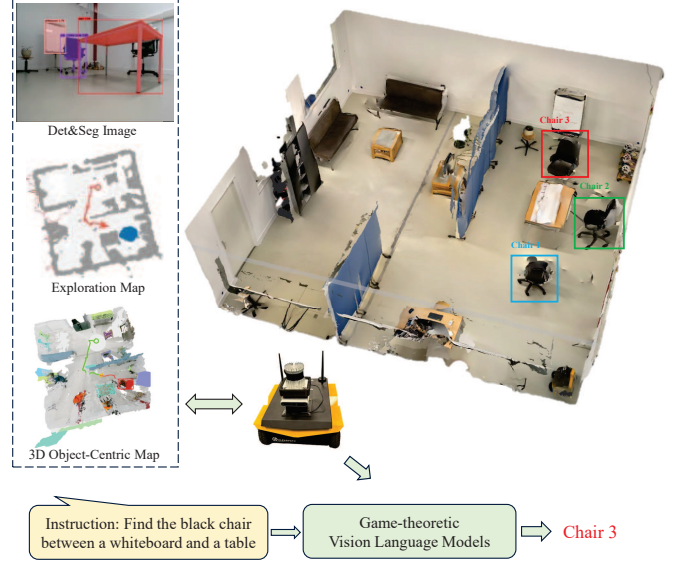 Det&Seg Image
Exploration Map
3D Object-Centric Map
Chair 3
Chair 2
Chair 1
Instruction: Find the black chair
between a whiteboard and a table
Game-theoretic
Vision Language Models
Chair 3